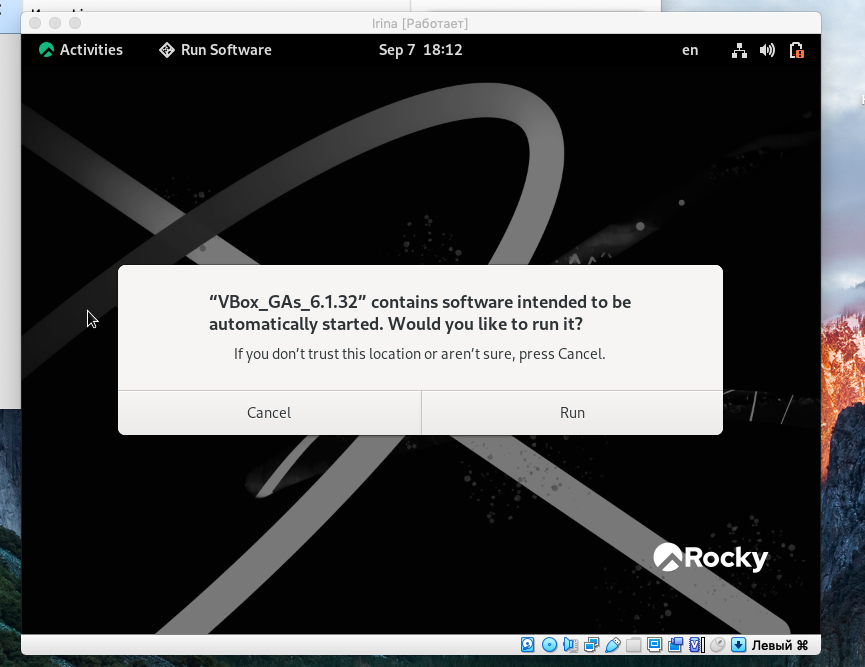 Irina [Работает]
Activities Run Software Sep 7 18:12 en
“VBox_GAs_6.1.32” contains software intended to be
automatically started. Would you like to run it?
If you don’t trust this location or aren’t sure, press Cancel.
Cancel Run
Rocky
Левый ⌘